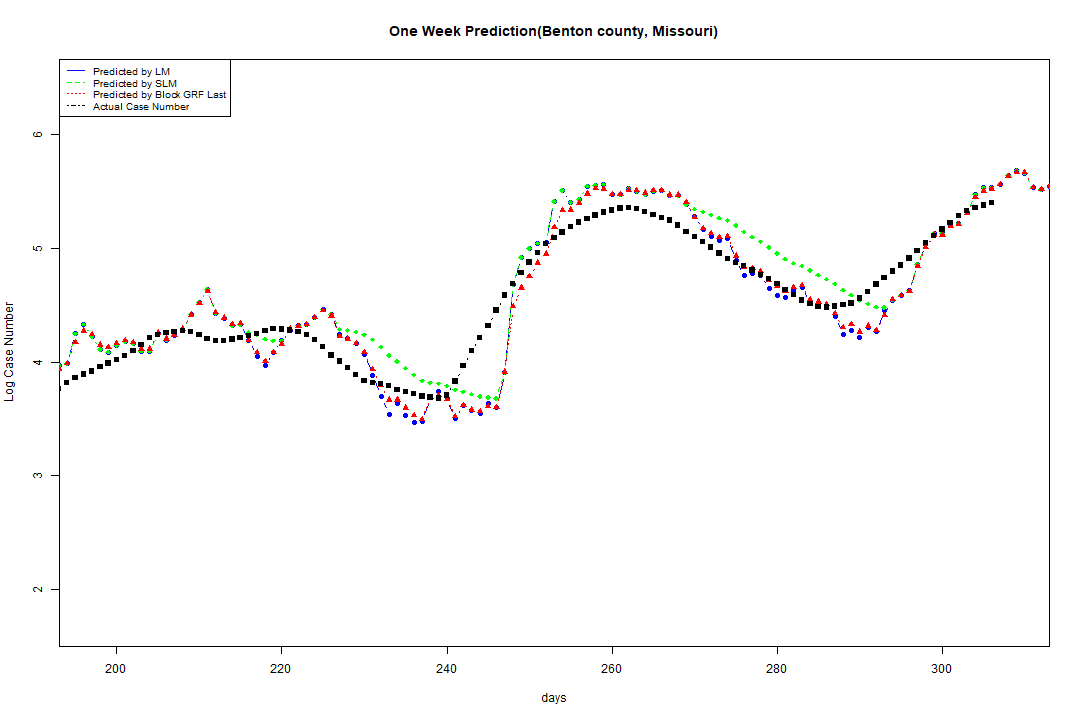 One Week Prediction(Benton county, Missouri)
Predicted by LM
Predicted by SLM
Predicted by Block GRF Last
Actual Case Number
6
5
4
3
2
Log Case Number
200 220 240 260 280 300
days